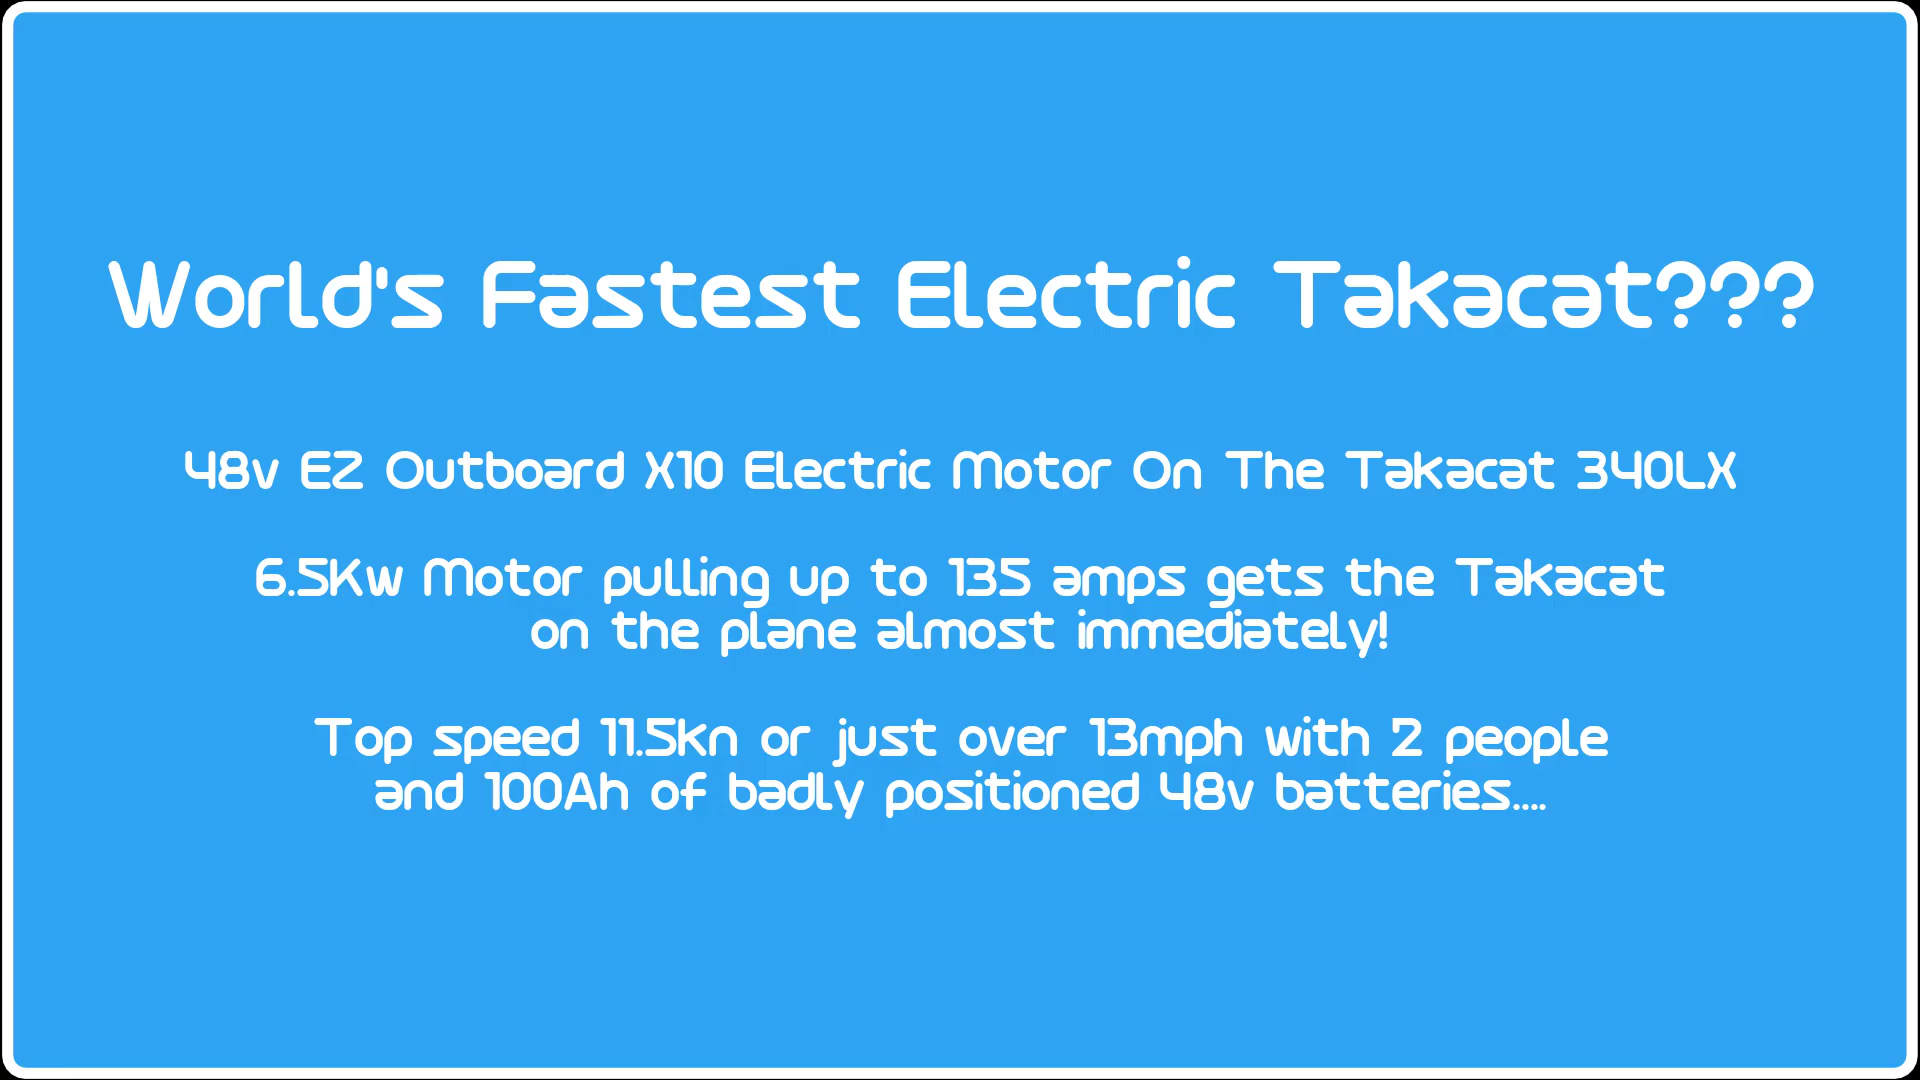 World's Fastest Electric Takacat???
48v EZ Outboard X10 Electric Motor On The Takacat 340LX
6.5Kw Motor pulling up to 135 amps gets the Takacat
on the plane almost immediately!
Top speed 11.5kn or just over 13mph with 2 people
and 100Ah of badly positioned 48v batteries....